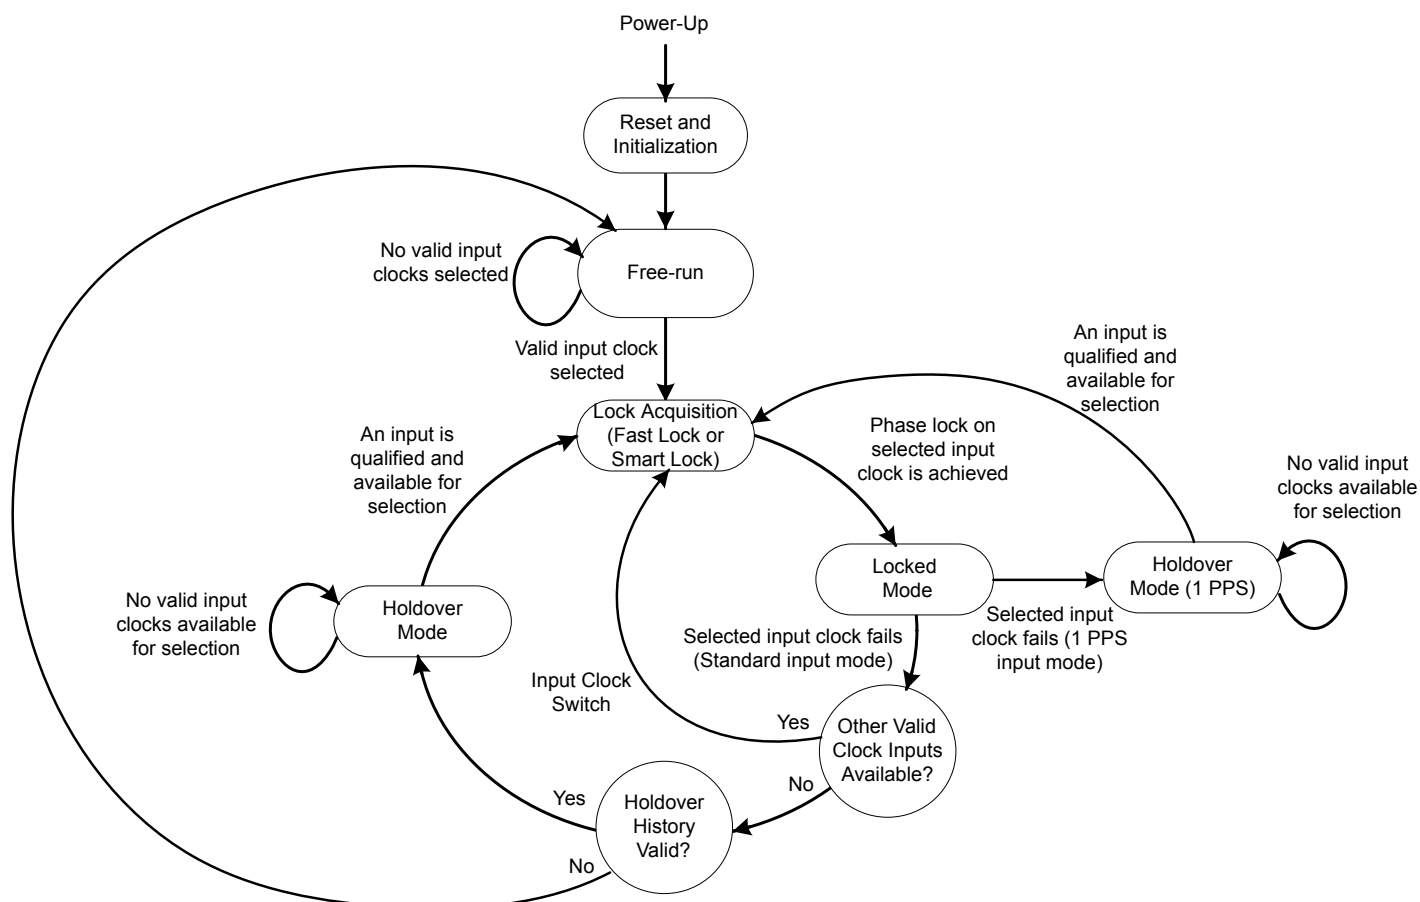 Power-Up
Reset and
Initialization
No valid input
clocks selected
Free-run
Valid input clock
selected
An input is
qualified and
available for
selection
Lock Acquisition
(Fast Lock or
Smart Lock)
An input is
qualified and
available for
selection
Phase lock on
selected input
clock is achieved
No valid input
clocks available
for selection
Locked
Mode
Holdover
Mode (1 PPS)
No valid input
clocks available
for selection
Holdover
Mode
Selected input clock fails
(Standard input mode)
Selected input
clock fails (1 PPS
input mode)
Input Clock
Switch
Yes
Other Valid
Clock Inputs
Available?
No
Yes
Holdover
History
Valid?
No